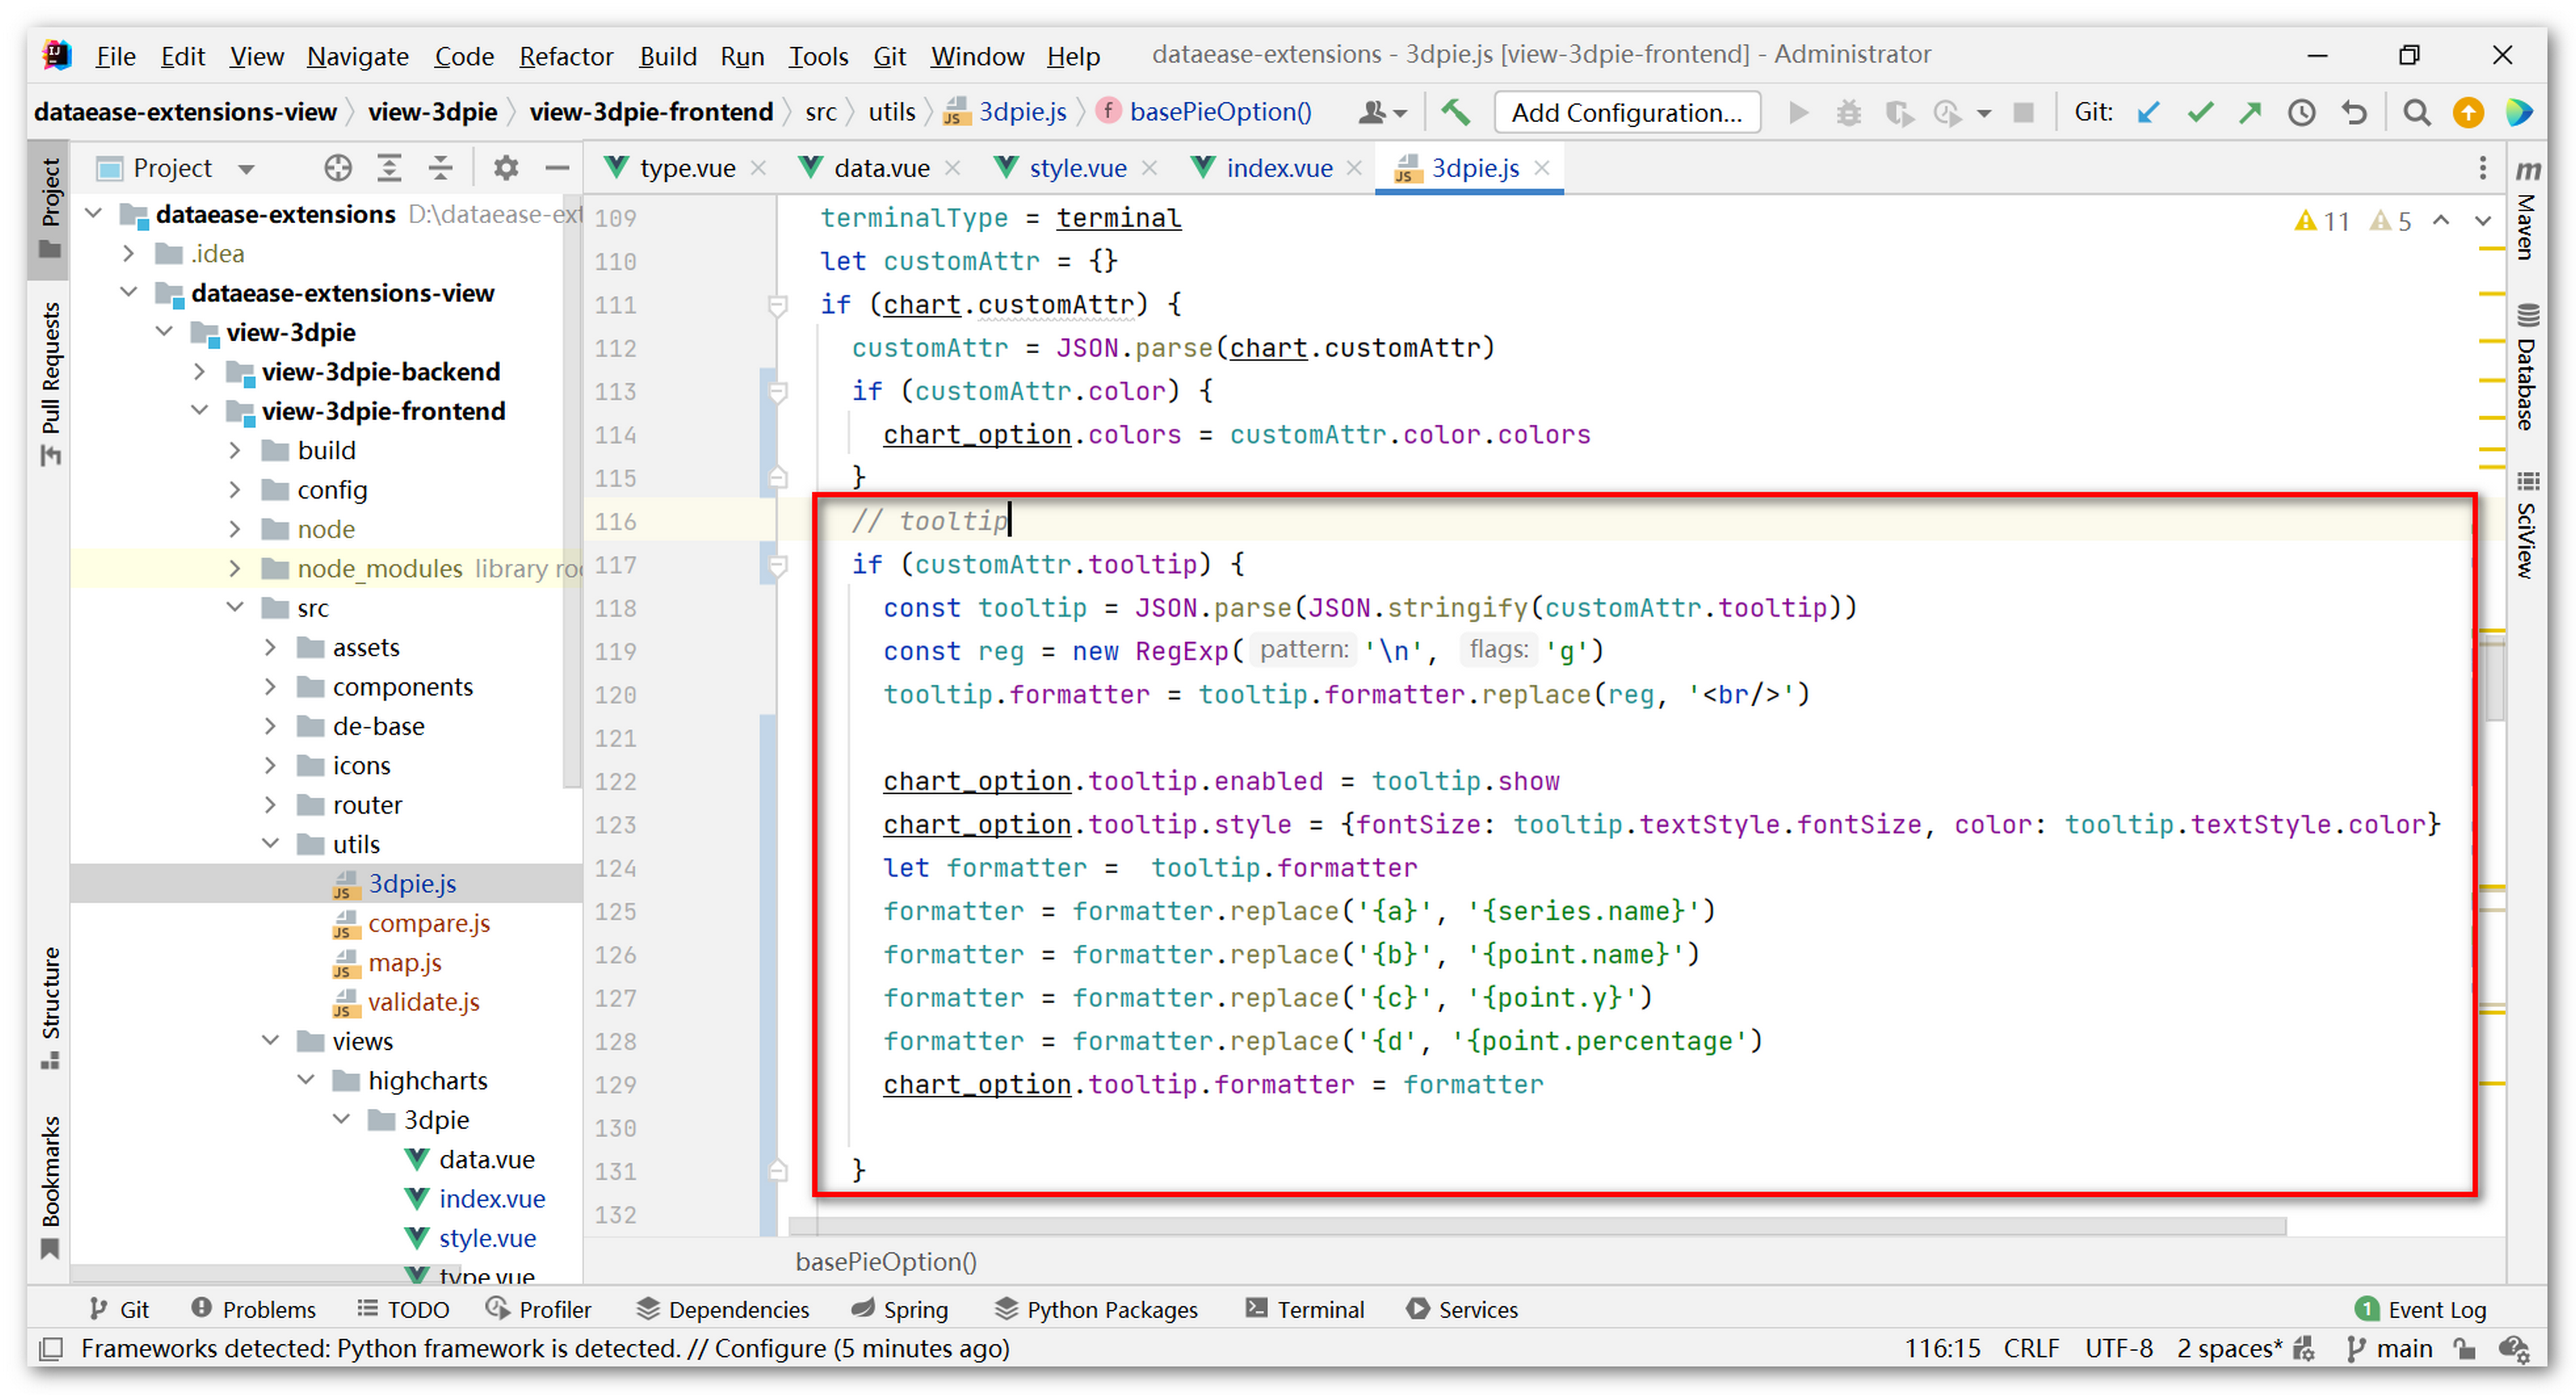 File Edit View Navigate Code Refactor Build Run Tools Git Window Help dataease-extensions - 3dpie.js [view-3dpie-frontend] - Administrator
dataease-extensions-view view-3dpie view-3dpie-frontend src utils 3dpie.js basePieOption() Add Configuration... Git:
Project
type.vue data.vue style.vue index.vue 3dpie.js
dataease-extensions D:\dataease-ext
.idea
dataease-extensions-view
view-3dpie
view-3dpie-backend
view-3dpie-frontend
build
config
node
node_modules library roo
src
assets
components
de-base
icons
router
utils
3dpie.js
compare.js
map.js
validate.js
views
highcharts
3dpie
data.vue
index.vue
style.vue
type.vue
Project
Pull Requests
Structure
Bookmarks
109 terminalType = terminal
110 let customAttr = {}
111 if (chart.customAttr) {
112 customAttr = JSON.parse(chart.customAttr)
113 if (customAttr.color) {
114 chart_option.colors = customAttr.color.colors
115 }
116 // tooltip
117 if (customAttr.tooltip) {
118 const tooltip = JSON.parse(JSON.stringify(customAttr.tooltip))
119 const reg = new RegExp( pattern: '\n', flags: 'g')
120 tooltip.formatter = tooltip.formatter.replace(reg, '<br/>')
121
122 chart_option.tooltip.enabled = tooltip.show
123 chart_option.tooltip.style = {fontSize: tooltip.textStyle.fontSize, color: tooltip.textStyle.color}
124 let formatter =  tooltip.formatter
125 formatter = formatter.replace('{a}', '{series.name}')
126 formatter = formatter.replace('{b}', '{point.name}')
127 formatter = formatter.replace('{c}', '{point.y}')
128 formatter = formatter.replace('{d', '{point.percentage')
129 chart_option.tooltip.formatter = formatter
130
131 }
132
11 5
m Maven
Database
SciView
basePieOption()
Git Problems TODO Profiler Dependencies Spring Python Packages Terminal Services 1 Event Log
Frameworks detected: Python framework is detected. // Configure (5 minutes ago) 116:15 CRLF UTF-8 2 spaces* main